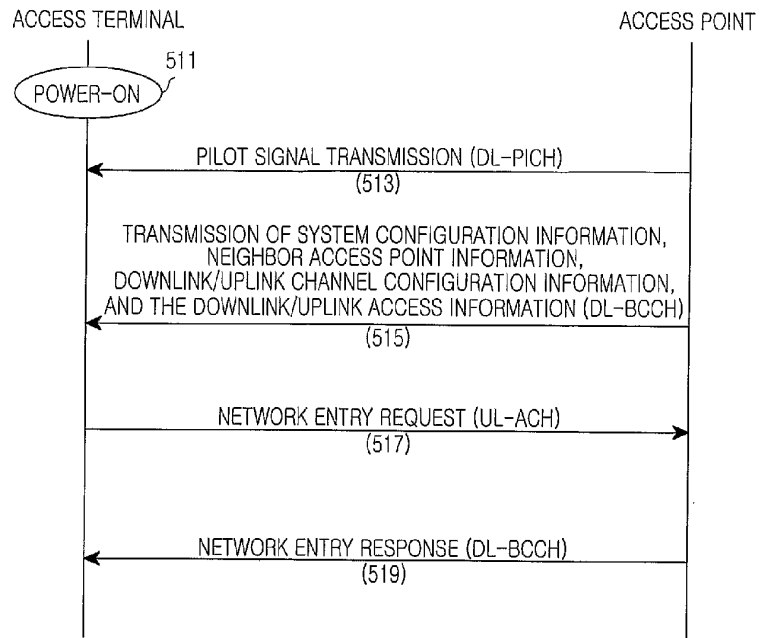 ACCESS TERMINAL
ACCESS POINT
511
POWER-ON
PILOT SIGNAL TRANSMISSION (DL-PICH)
(513)
TRANSMISSION OF SYSTEM CONFIGURATION INFORMATION,
NEIGHBOR ACCESS POINT INFORMATION,
DOWNLINK/UPLINK CHANNEL CONFIGURATION INFORMATION,
AND THE DOWNLINK/UPLINK ACCESS INFORMATION (DL-BCCH)
(515)
NETWORK ENTRY REQUEST (UL-ACH)
(517)
NETWORK ENTRY RESPONSE (DL-BCCH)
(519)